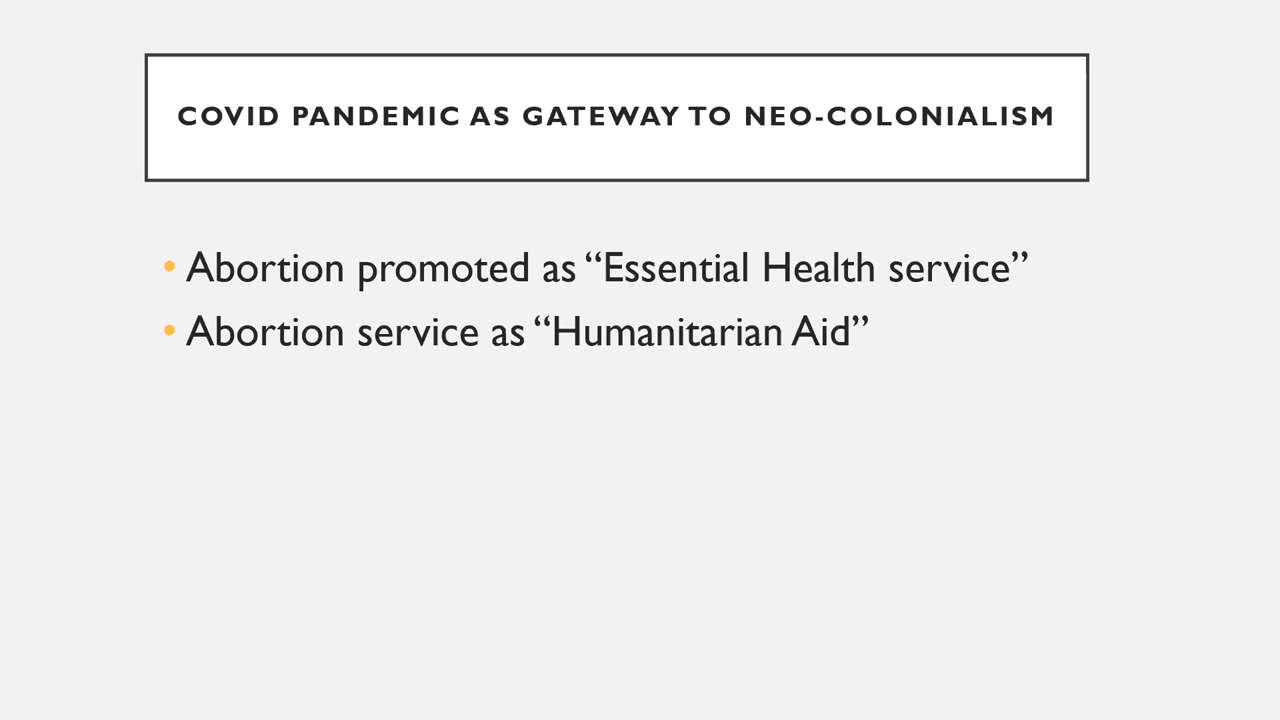 COVID PANDEMIC AS GATEWAY TO NEO-COLONIALISM
• Abortion promoted as “Essential Health service”
• Abortion service as “Humanitarian Aid”